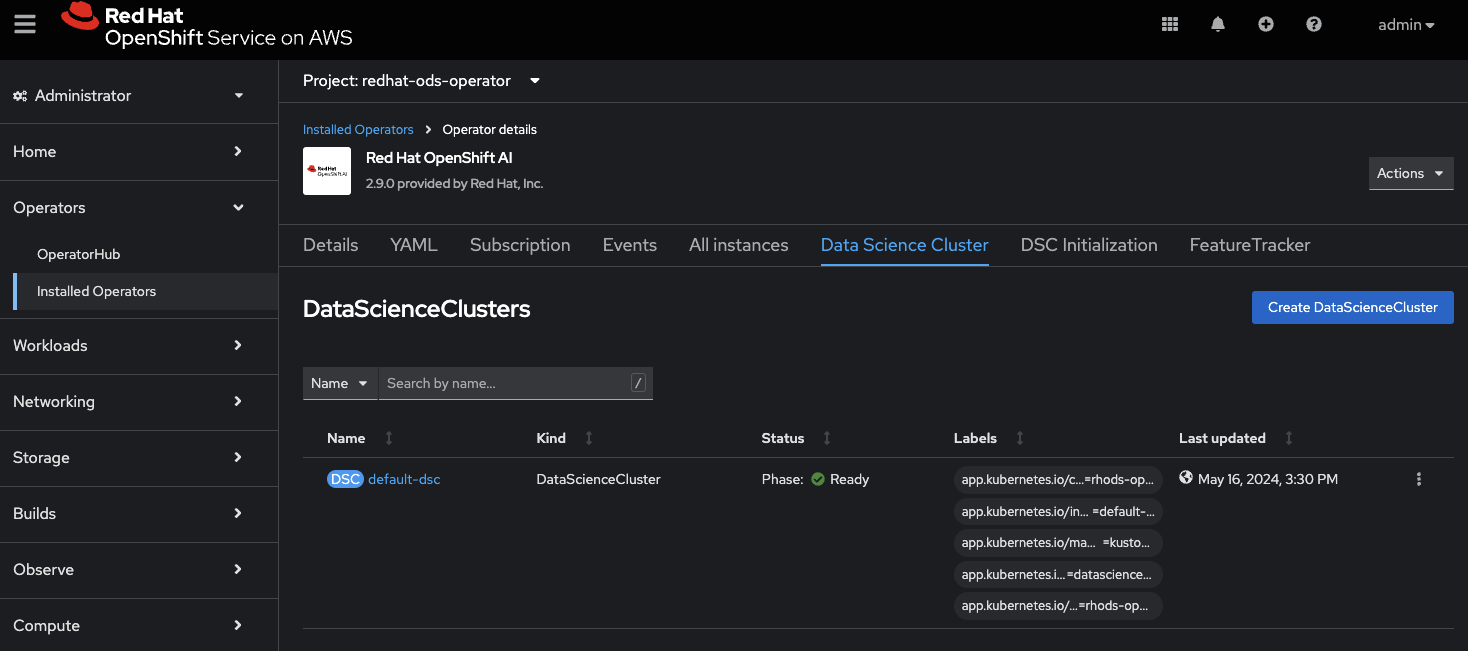 Red Hat
OpenShift Service on AWS
admin
Administrator
Home
Operators
OperatorHub
Installed Operators
Workloads
Networking
Storage
Builds
Observe
Compute
Project: redhat-ods-operator
Installed Operators > Operator details
Red Hat
OpenShift AI
Red Hat OpenShift AI
2.9.0 provided by Red Hat, Inc.
Actions
Details YAML Subscription Events All instances Data Science Cluster DSC Initialization FeatureTracker
DataScienceClusters
Create DataScienceCluster
Name Search by name... /
Name Kind Status Labels Last updated
DSC default-dsc DataScienceCluster Phase: Ready app.kubernetes.io/c...=rhods-op... May 16, 2024, 3:30 PM
app.kubernetes.io/in... =default-...
app.kubernetes.io/ma... =kusto...
app.kubernetes.i...=datascience...
app.kubernetes.io/...=rhods-op...